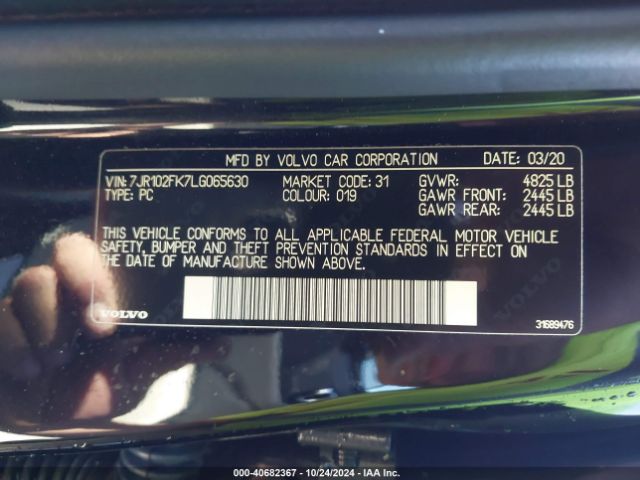 MFD BY VOLVO CAR CORPORATION DATE: 03/20
VIN: 7JR102FK7LG065630 MARKET CODE: 31 GVWR: 4825 LB
TYPE: PC COLOUR: 019 GAWR FRONT: 2445 LB
GAWR REAR: 2445 LB
THIS VEHICLE CONFORMS TO ALL APPLICABLE FEDERAL MOTOR VEHICLE
SAFETY, BUMPER AND THEFT PREVENTION STANDARDS IN EFFECT ON
THE DATE OF MANUFACTURE SHOWN ABOVE.
VOLVO 31689476
000-40682367 - 10/24/2024 - IAA Inc.